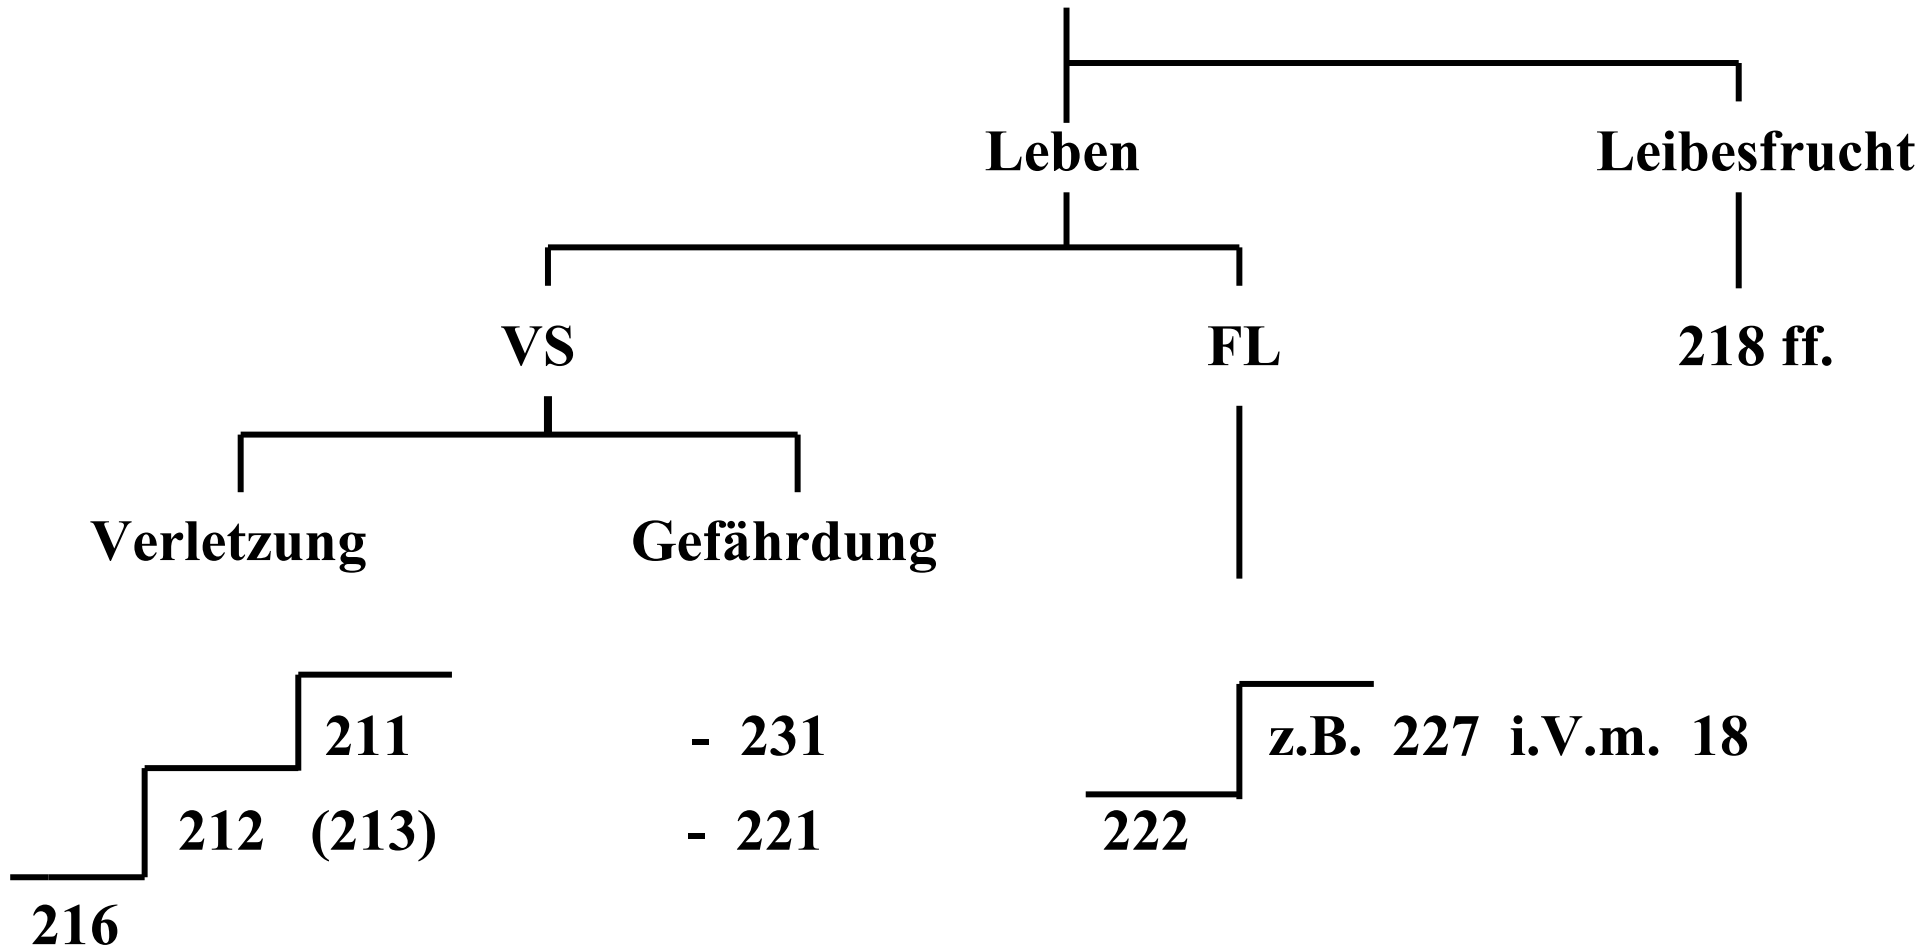 Leben Leibesfrucht
VS FL 218 ff.
Verletzung Gefährdung
211 - 231 z.B. 227 i.V.m. 18
212 (213) - 221 222
216